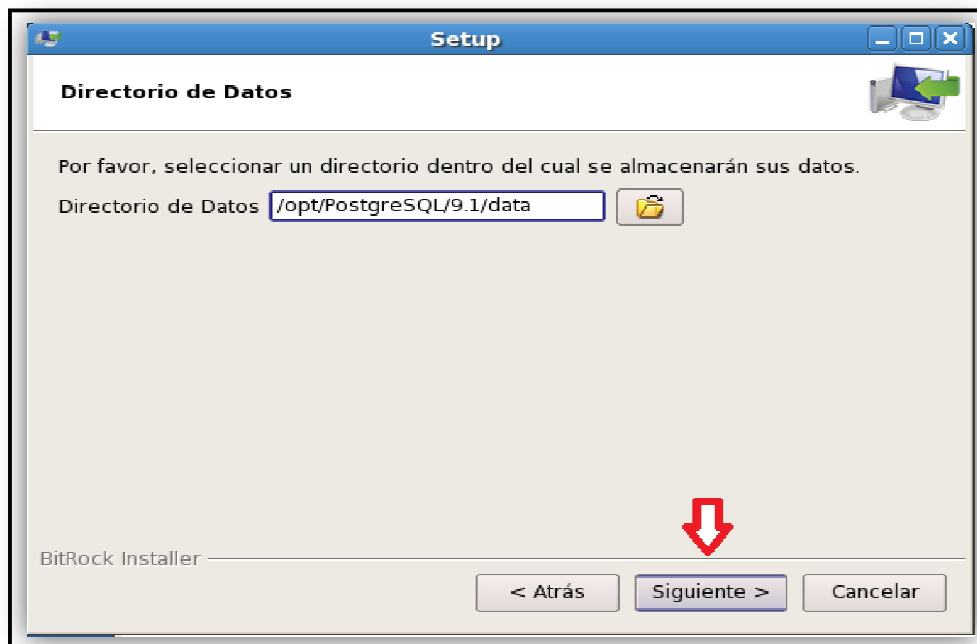 Setup
Directorio de Datos
Por favor, seleccionar un directorio dentro del cual se almacenarán sus datos.
Directorio de Datos /opt/PostgreSQL/9.1/data
BitRock Installer
< Atrás Siguiente > Cancelar